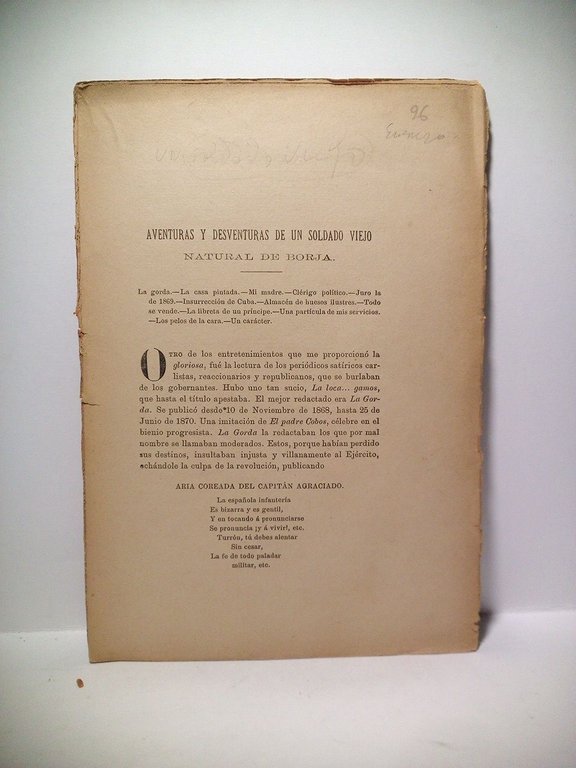 96
AVENTURAS Y DESVENTURAS DE UN SOLDADO VIEJO
NATURAL DE BORJA.
La gorda.—La casa pintada.—Mi madre.—Clérigo político.—Juro la
de 1869.—Insurrección de Cuba.—Almacén de huesos ilustres.—Todo
se vende.—La libreta de un príncipe.—Una partícula de mis servicios.
—Los pelos de la cara.—Un carácter.
OTRO de los entretenimientos que me proporcionó la
gloriosa, fué la lectura de los periódicos satíricos car-
listas, reaccionarios y republicanos, que se burlaban
de los gobernantes. Hubo uno tan sucio, La loca... gamos,
que hasta el título apestaba. El mejor redactado era La Gor-
da. Se publicó desde 10 de Noviembre de 1868, hasta 25 de
Junio de 1870. Una imitación de El padre Cobos, célebre en el
bienio progresista. La Gorda la redactaban los que por mal
nombre se llamaban moderados. Estos, porque habían perdido
sus destinos, insultaban injusta y villanamente al Ejército,
echándole la culpa de la revolución, publicando
ARIA COREADA DEL CAPITÁN AGRACIADO.
La española infantería
Es bizarra y es gentil,
Y en tocando á pronunciarse
Se pronuncia ¡y á vivir!, etc.
Turrón, tú debes alentar
Sin cesar,
La fe de todo paladar
militar, etc.